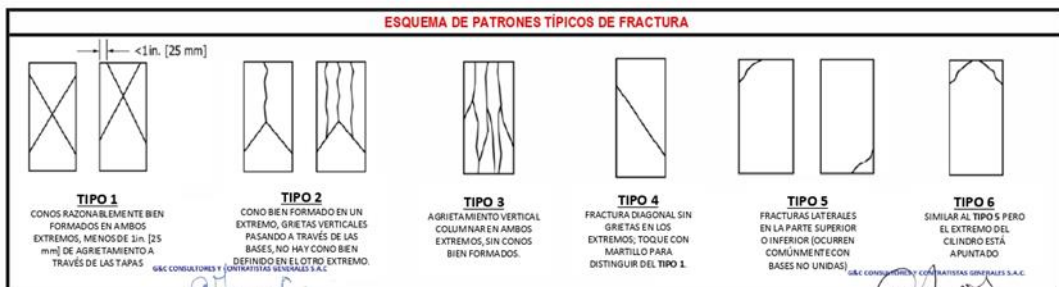 ESQUEMA DE PATRONES TÍPICOS DE FRACTURA
<1in. [25 mm]
TIPO 1
CONOS RAZONABLEMENTE BIEN
FORMADOS EN AMBOS
EXTREMOS, MENOS DE 1in. [25
mm] DE AGRIETAMIENTO A
TRAVÉS DE LAS TAPAS
TIPO 2
CONO BIEN FORMADO EN UN
EXTREMO, GRIETAS VERTICALES
PASANDO A TRAVÉS DE LAS
BASES, NO HAY CONO BIEN
DEFINIDO EN EL OTRO EXTREMO.
TIPO 3
AGRIETAMIENTO VERTICAL
COLUMNAR EN AMBOS
EXTREMOS, SIN CONOS
BIEN FORMADOS.
TIPO 4
FRACTURA DIAGONAL SIN
GRIETAS EN LOS
EXTREMOS; TOQUE CON
MARTILLO PARA
DISTINGUIR DEL TIPO 1.
TIPO 5
FRACTURAS LATERALES
EN LA PARTE SUPERIOR
O INFERIOR (OCURREN
COMÚNMENTE CON
BASES NO UNIDAS)
TIPO 6
SIMILAR AL TIPO 5 PERO
EL EXTREMO DEL
CILINDRO ESTÁ
APUNTADO
G&C CONSULTORES Y CONTRATISTAS GENERALES S.A.C
G&C CONSULTORES Y CONTRATISTAS GENERALES S.A.C.